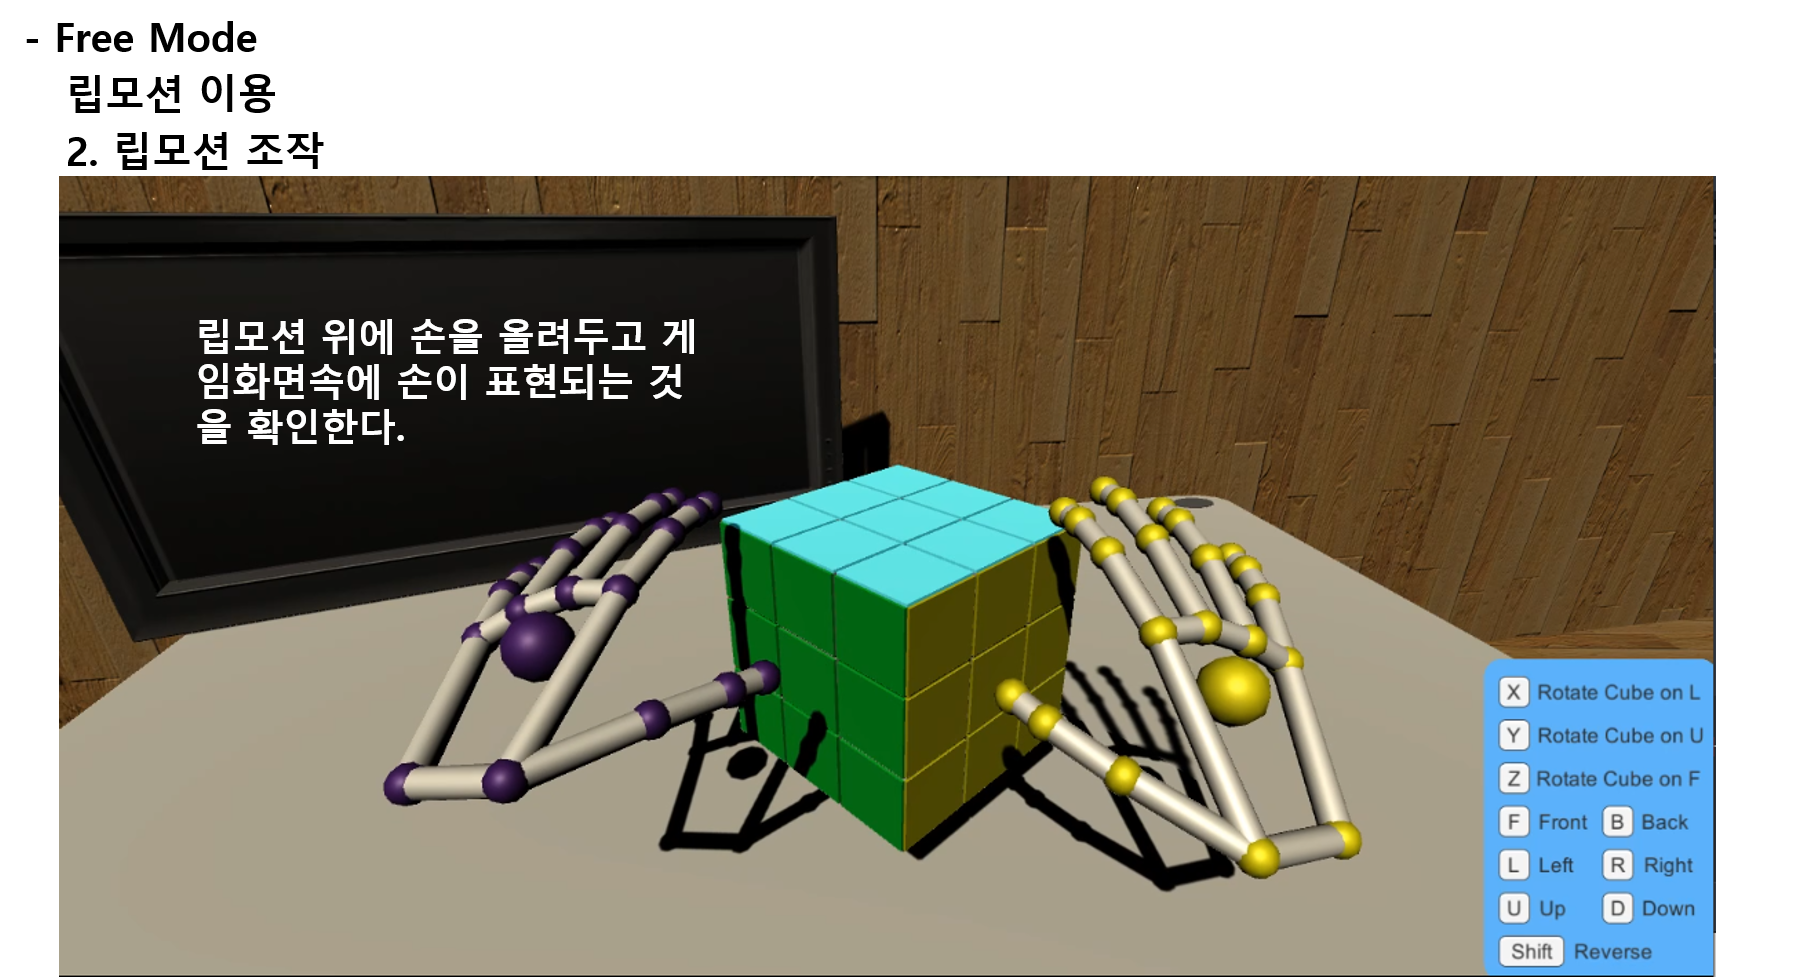 - Free Mode
립모션 이용
2. 립모션 조작
립모션 위에 손을 올려두고 게
임화면속에 손이 표현되는 것
을 확인한다.
X Rotate Cube on L
Y Rotate Cube on U
Z Rotate Cube on F
F Front B Back
L Left R Right
U Up D Down
Shift Reverse